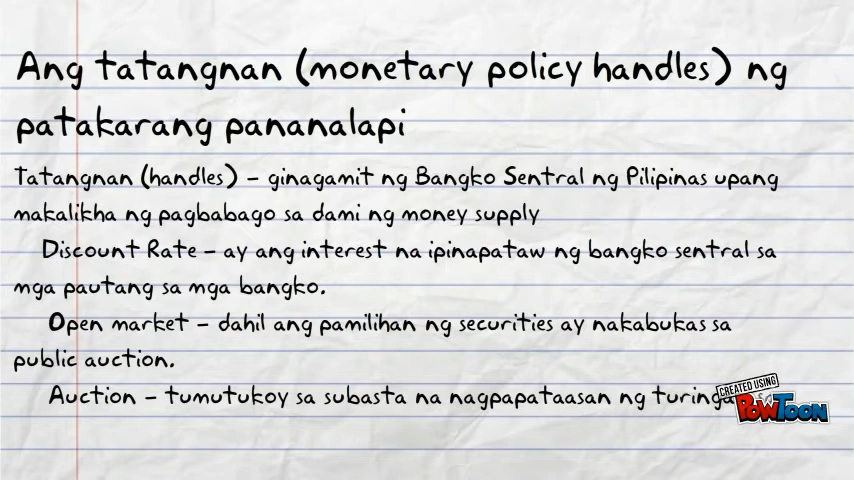 Ang tatangnan (monetary policy handles) ng
patakarang pananalapi
Tatangnan (handles) - ginagamit ng Bangko Sentral ng Pilipinas upang
makalikha ng pagbabago sa dami ng money supply
Discount Rate - ay ang interest na ipinapataw ng bangko sentral sa
mga pautang sa mga bangko.
Open market - dahil ang pamilihan ng securities ay nakabukas sa
public auction.
Auction - tumutukoy sa subasta na nagpapataasan ng
CREATED USING
POWTOON